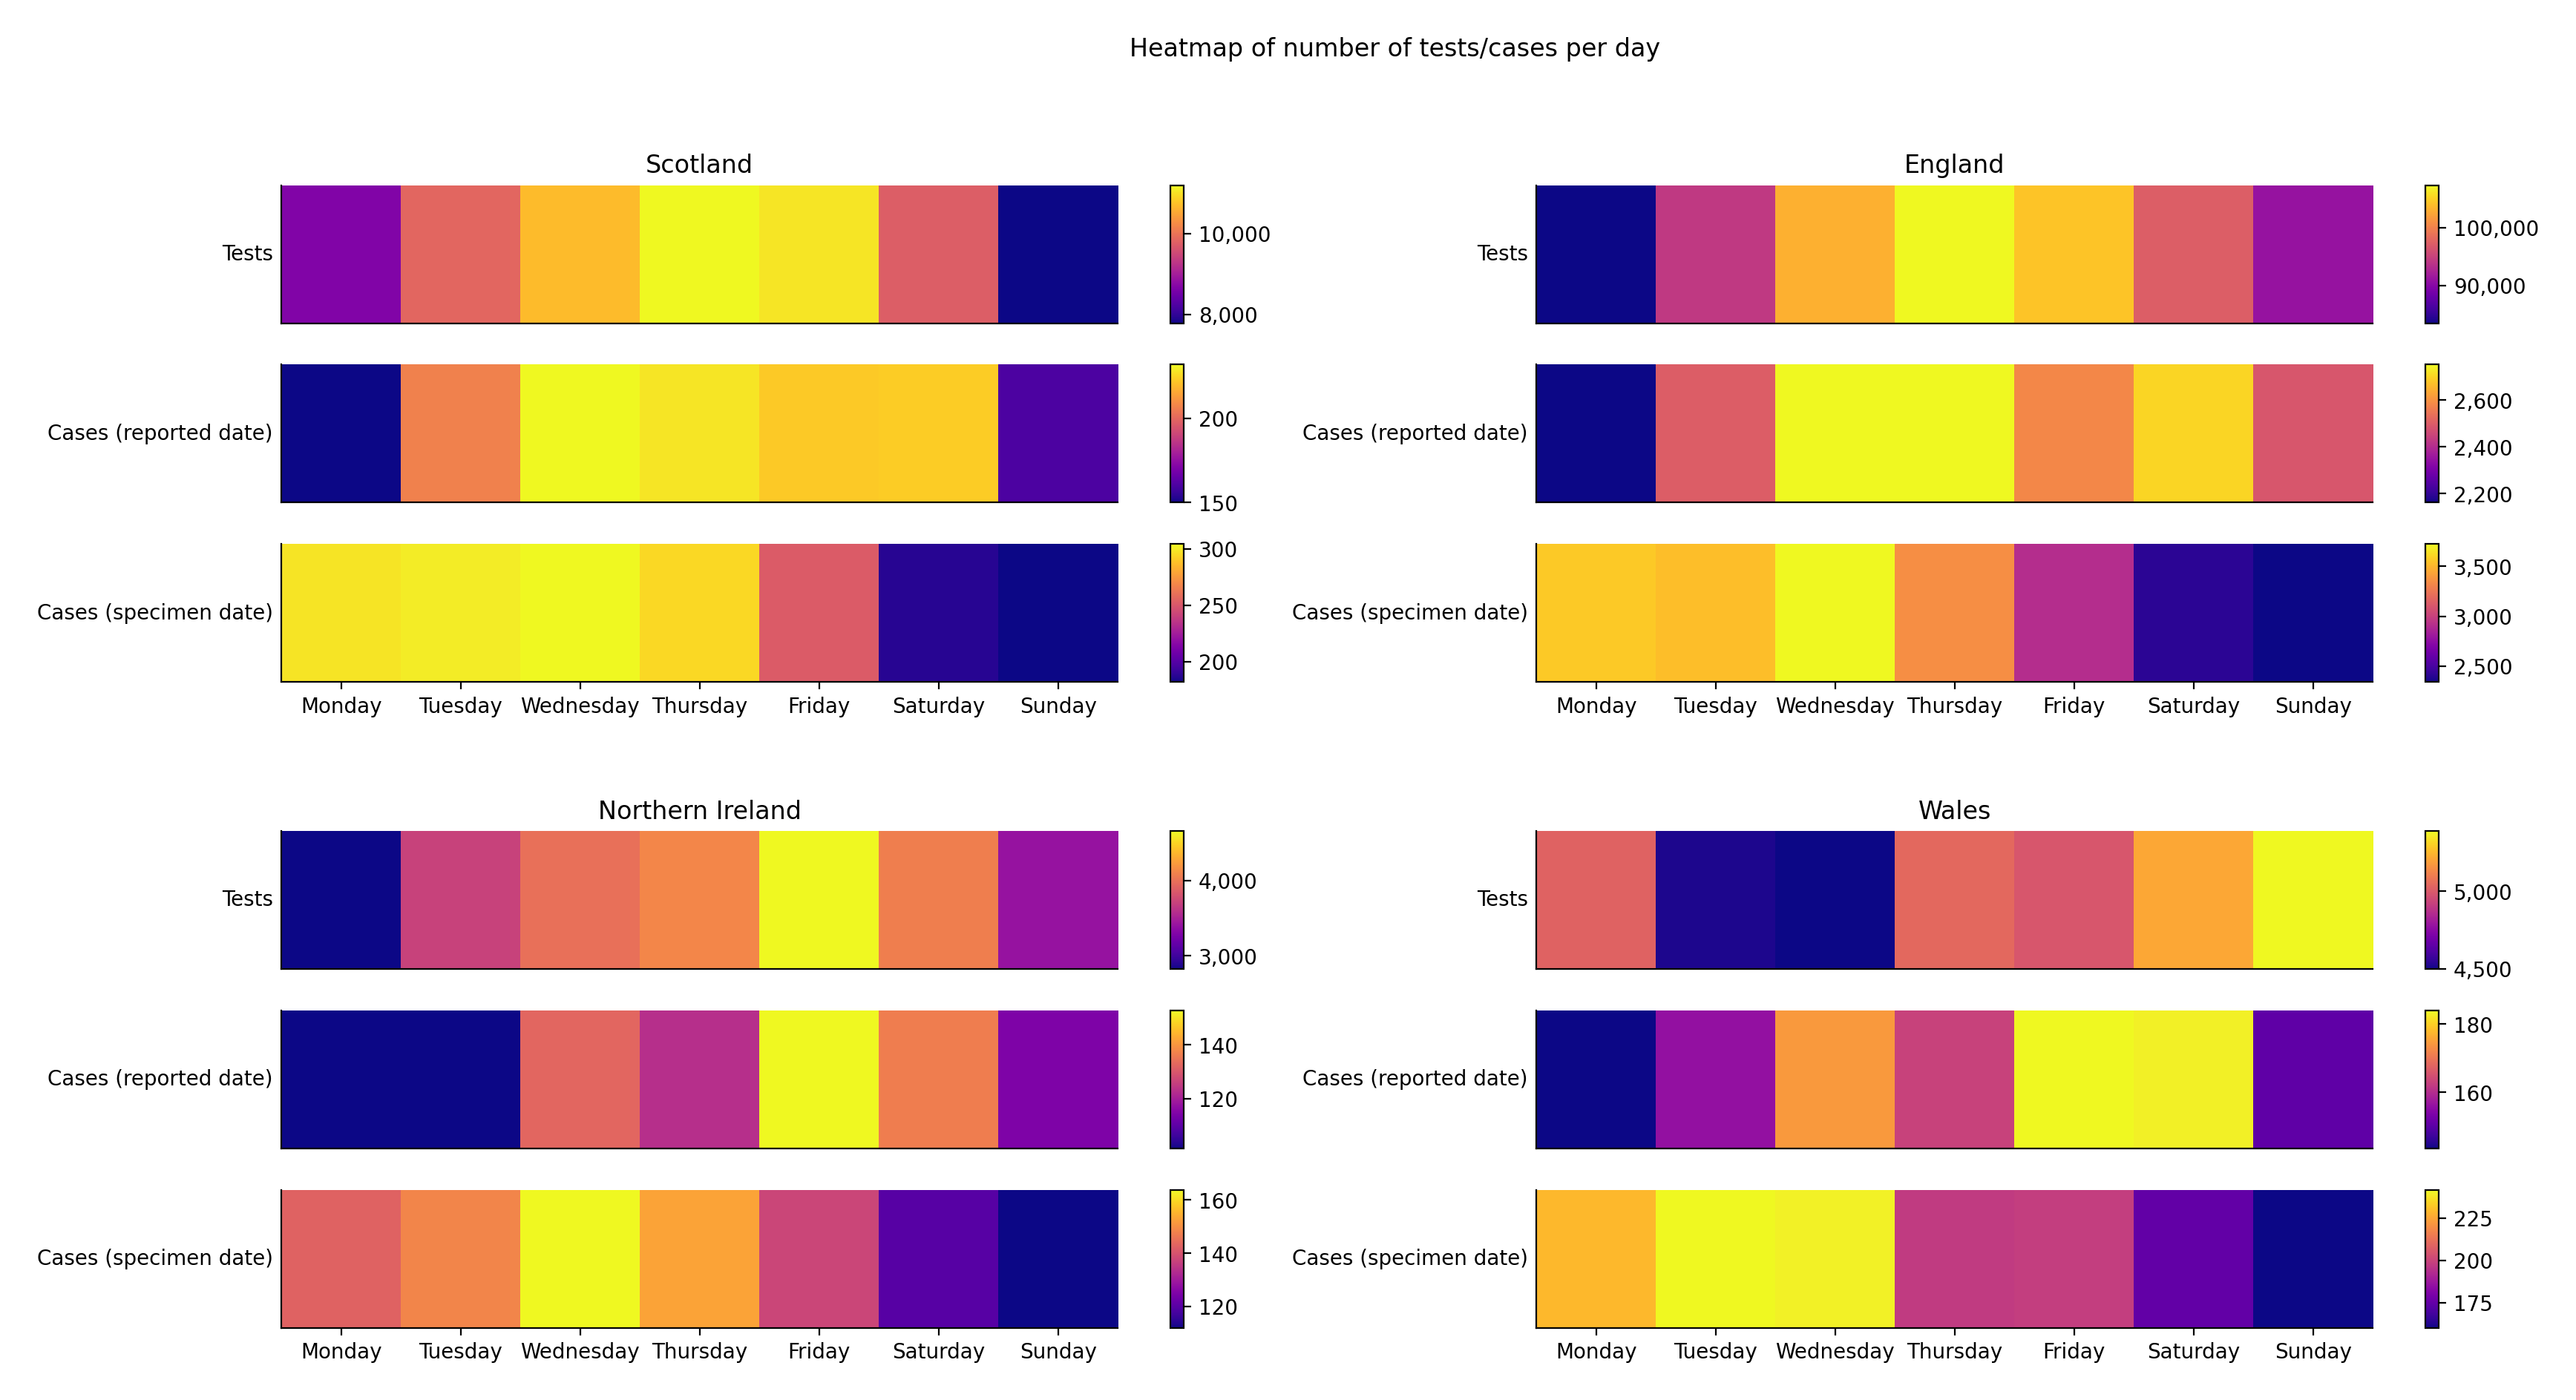 Heatmap of number of tests/cases per day
Scotland
Tests
10,000
8,000
Cases (reported date)
200
150
Cases (specimen date)
300
250
200
Monday Tuesday Wednesday Thursday Friday Saturday Sunday
England
Tests
100,000
90,000
Cases (reported date)
2,600
2,400
2,200
Cases (specimen date)
3,500
3,000
2,500
Monday Tuesday Wednesday Thursday Friday Saturday Sunday
Northern Ireland
Tests
4,000
3,000
Cases (reported date)
140
120
Cases (specimen date)
160
140
120
Monday Tuesday Wednesday Thursday Friday Saturday Sunday
Wales
Tests
5,000
4,500
Cases (reported date)
180
160
Cases (specimen date)
225
200
175
Monday Tuesday Wednesday Thursday Friday Saturday Sunday